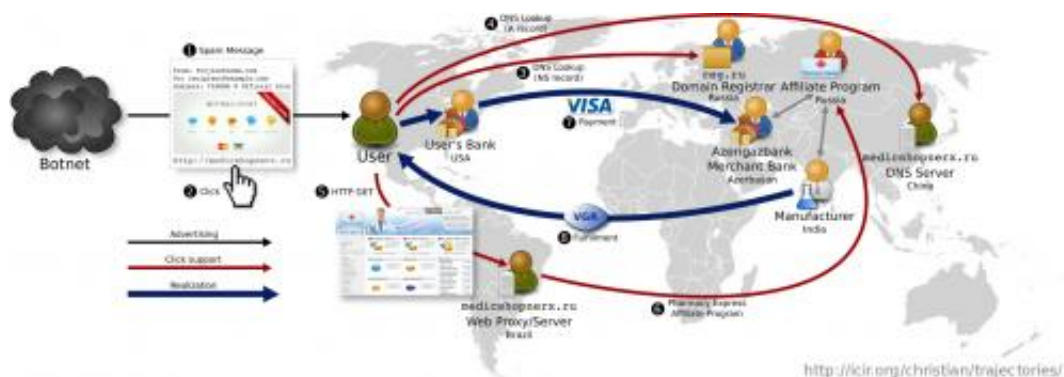 1 Spam Message
http://medicshopnerx.ru
2 Click
Botnet
Advertising
Click support
Realization
User
User's Bank
USA
5 HTTP GET
medicshopnerx.ru
Web Proxy/Server
Brazil
4 DNS Lookup
(A record)
3 DNS Lookup
(NS record)
VISA
7 Payment
Domain Registrar
Russia
Affiliate Program
Russia
Azerigazbank
Merchant Bank
Azerbaijan
medicshopnerx.ru
DNS Server
China
Manufacturer
India
8 Fulfillment
6 Pharmacy Express
Affiliate Program
http://icir.org/christian/trajectories/